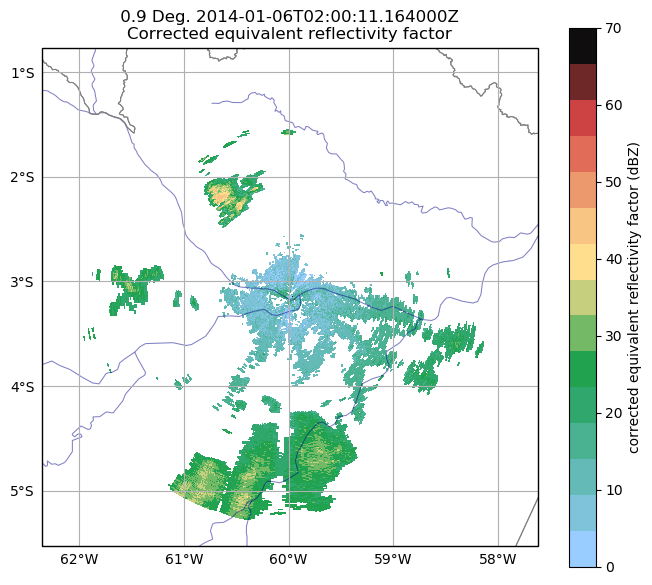 0.9 Deg. 2014-01-06T02:00:11.164000Z
Corrected equivalent reflectivity factor
1°S
2°S
3°S
4°S
5°S
62°W 61°W 60°W 59°W 58°W
70
60
50
40
30
20
10
0
corrected equivalent reflectivity factor (dBZ)